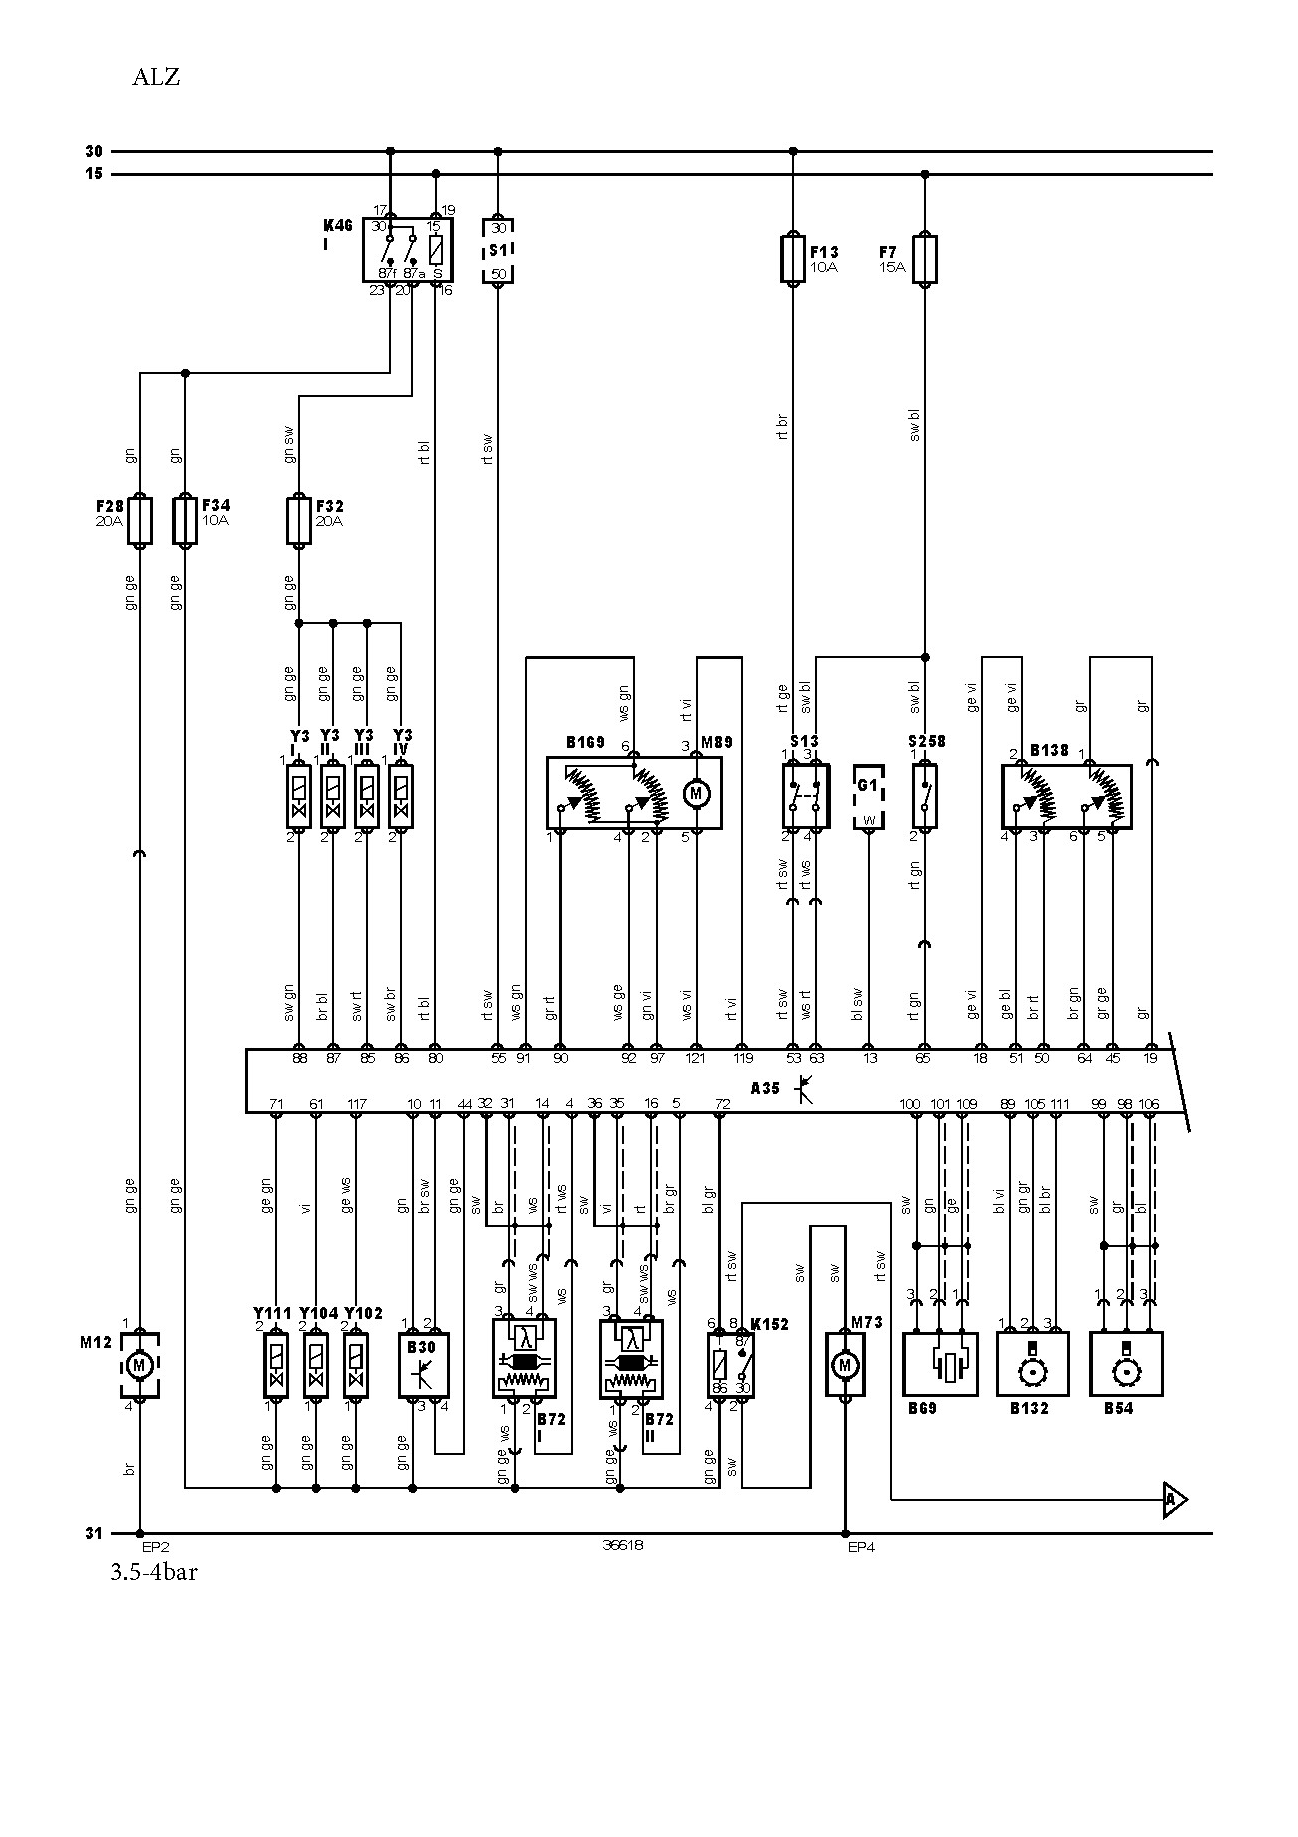 ALZ
30
15
17 19
K46
I
30 15
87f 87a S
23 20 16
30
S1
50
F13
10A
F7
15A
gn gn gn sw rt bl rt sw rt br sw bl
F28
20A
F34
10A
F32
20A
gn ge gn ge gn ge
gn ge gn ge gn ge gn ge ws gn rt vi rt ge sw bl sw bl ge vi ge vi gr gr
Y3 Y3 Y3 Y3
I II III IV
1 1 1 1
2 2 2 2
B169 6 3 M89
M
1 4 2 5
S13
1 3
2 4
G1
W
S258
1
2
B138
2 1
4 3 6 5
rt sw rt ws rt gn
sw gn br bl sw rt sw br rt bl rt sw ws gn gr rt ws ge gn vi ws vi rt vi rt sw ws rt bl sw rt gn ge vi ge bl br rt br gn gr ge gr
88 87 85 86 80 55 91 90 92 97 121 119 53 63 13 65 18 51 50 64 45 19
A35
71 61 117 10 11 44 32 31 14 4 36 35 16 5 72 100 101 109 89 105 111 99 98 106
gn ge gn ge ge gn vi ge ws gn br sw gn ge sw br ws rt ws sw vi rt br gr bl gr sw gn ge bl vi gn gr bl br sw gr bl
gr sw ws ws gr sw ws ws rt sw sw sw rt sw
M12
1
M
4
Y111 Y104 Y102
2 2 2
1 1 1
B30
1 2
3 4
3 4
λ
1 2
B72
I
3 4
λ
1 2
B72
II
K152
6 8
87
86 30
4 2
M73
M
3 2 1
B69
1 2 3
B132
1 2 3
B54
br gn ge gn ge gn ge gn ge gn ge ws gn ge ws gn ge sw
A
31
EP2 36618 EP4
3.5-4bar